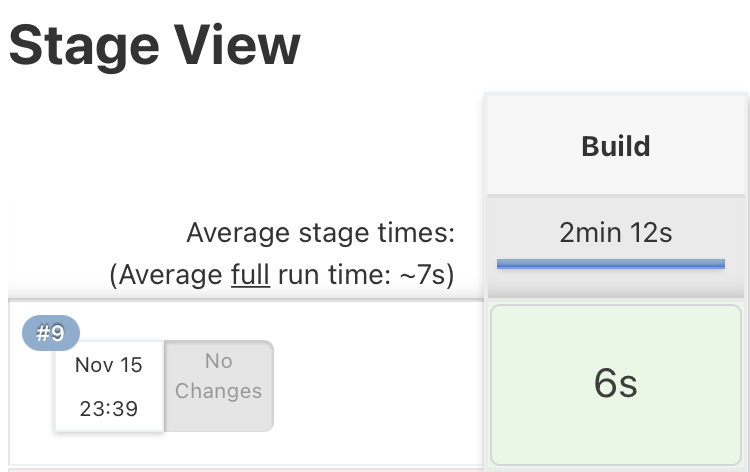 Stage View
Build
Average stage times:
2min 12s
(Average full run time: ~7s)
#9
Nov 15
23:39
No
Changes
6s